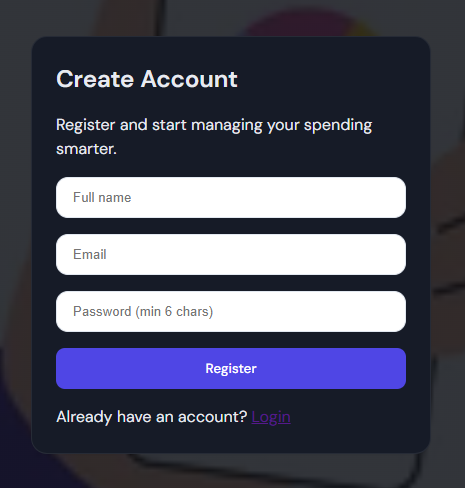 Create Account
Register and start managing your spending
smarter.
Full name
Email
Password (min 6 chars)
Register
Already have an account? Login